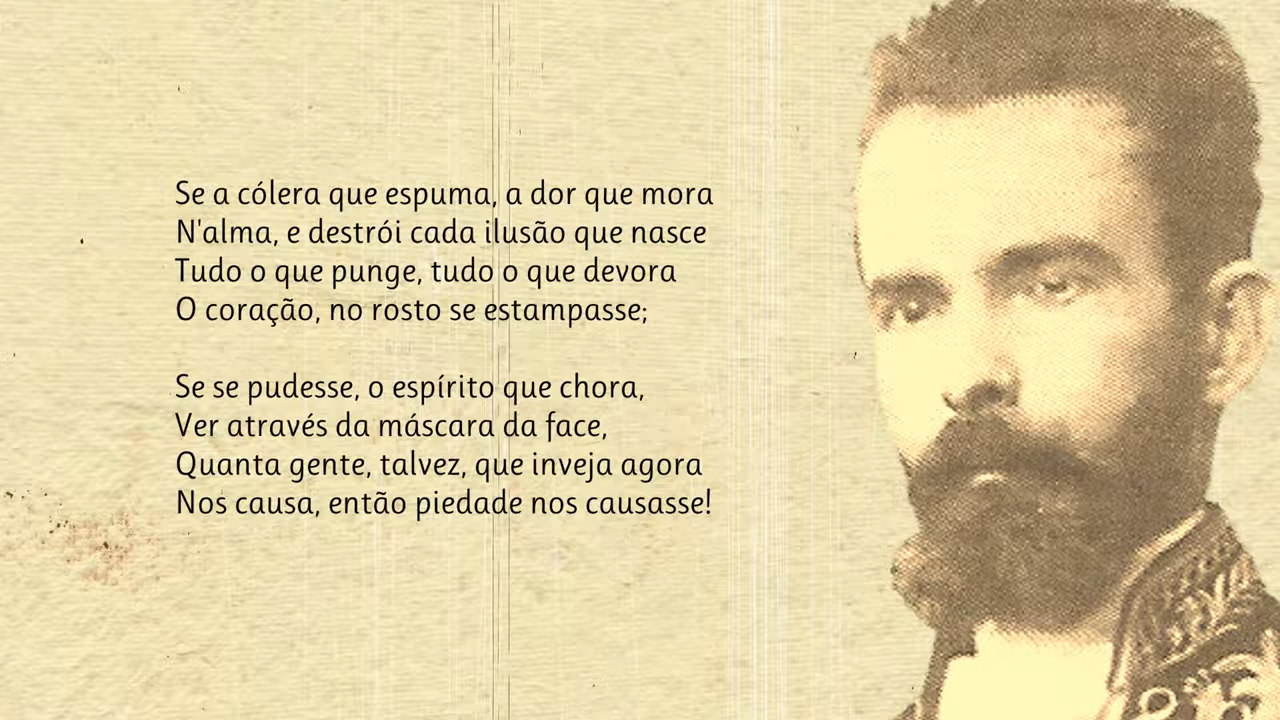 Se a cólera que espuma, a dor que mora
N'alma, e destrói cada ilusão que nasce
Tudo o que punge, tudo o que devora
O coração, no rosto se estampasse;
Se se pudesse, o espírito que chora,
Ver através da máscara da face,
Quanta gente, talvez, que inveja agora
Nos causa, então piedade nos causasse!